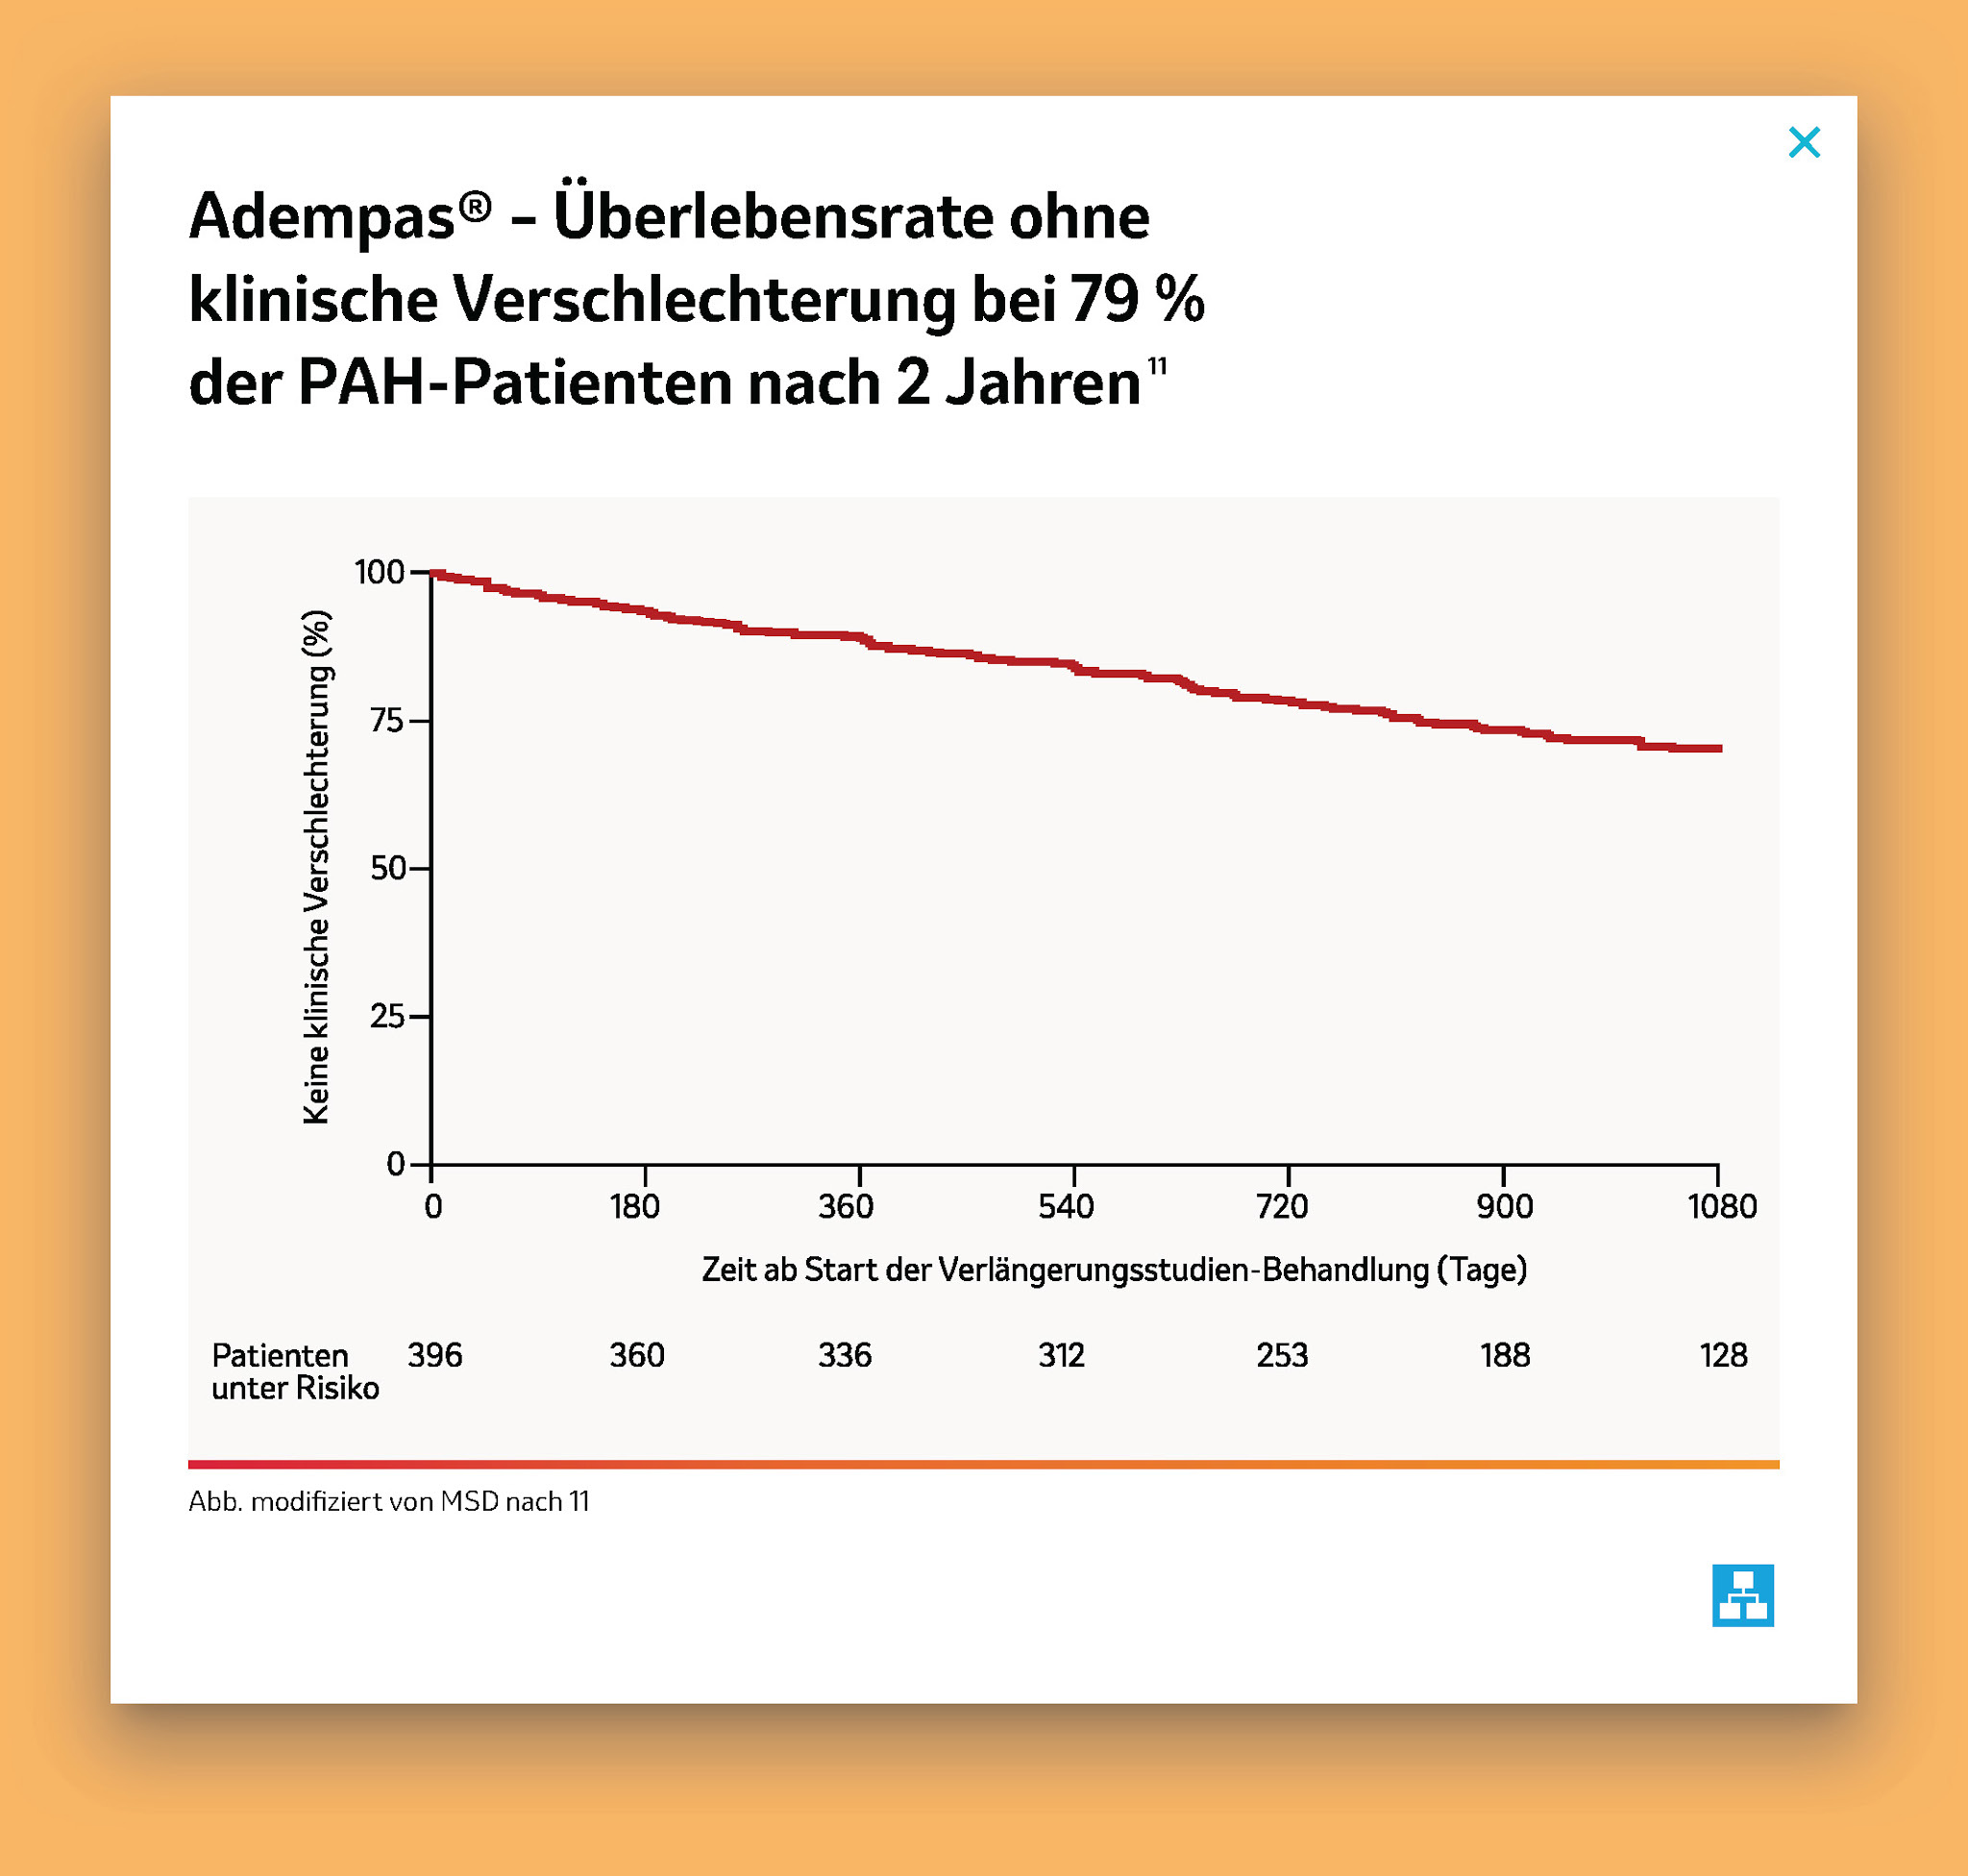 Adempas® – Überlebensrate ohne
klinische Verschlechterung bei 79 %
der PAH-Patienten nach 2 Jahren¹¹
Keine klinische Verschlechterung (%)
100
75
50
25
0
0 180 360 540 720 900 1080
Zeit ab Start der Verlängerungsstudien-Behandlung (Tage)
Patienten 396 360 336 312 253 188 128
unter Risiko
Abb. modifiziert von MSD nach 11